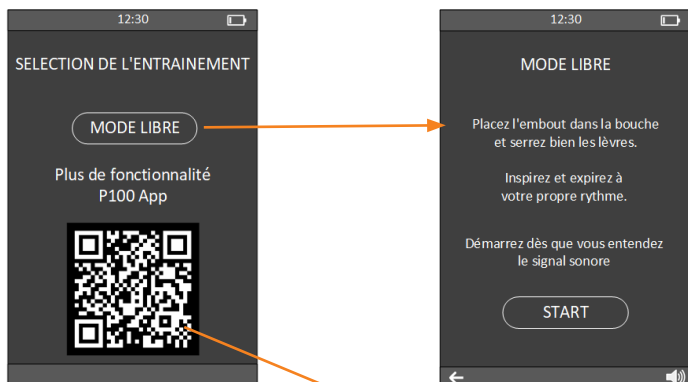 12:30
SELECTION DE L'ENTRAINEMENT
MODE LIBRE
Plus de fonctionnalité
P100 App
12:30
MODE LIBRE
Placez l'embout dans la bouche
et serrez bien les lèvres.
Inspirez et expirez à
votre propre rythme.
Démarrez dès que vous entendez
le signal sonore
START